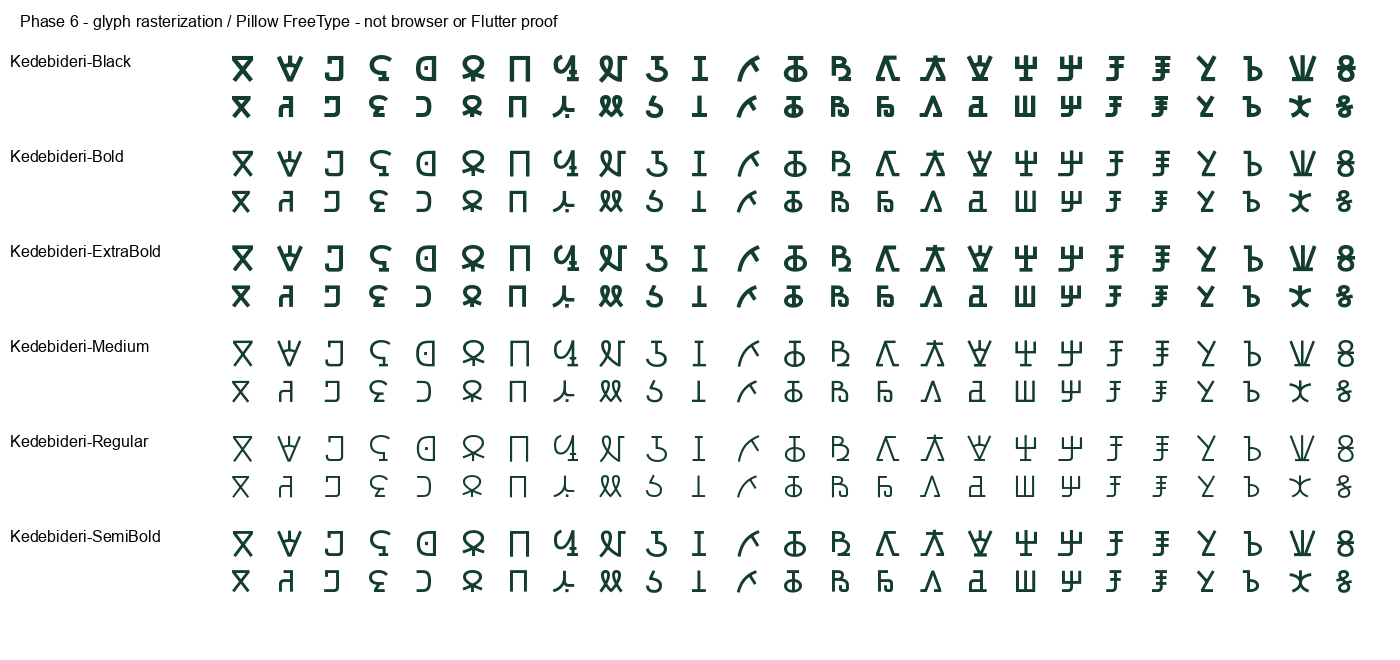 Phase 6 - glyph rasterization / Pillow FreeType - not browser or Flutter proof
Kedebideri-Black
𖺠 𖺡 𖺢 𖺣 𖺤 𖺥 𖺦 𖺧 𖺨 𖺩 𖺪 𖺫 𖺬 𖺭 𖺮 𖺯 𖺰 𖺱 𖺲 𖺳 𖺴 𖺵 𖺶 𖺷 𖺸
𖺻 𖺼 𖺽 𖺾 𖺿 𖻀 𖻁 𖻂 𖻃 𖻄 𖻅 𖻆 𖻇 𖻈 𖻉 𖻊 𖻋 𖻌 𖻍 𖻎 𖻏 𖻐 𖻑 𖻒 𖻓
Kedebideri-Bold
𖺠 𖺡 𖺢 𖺣 𖺤 𖺥 𖺦 𖺧 𖺨 𖺩 𖺪 𖺫 𖺬 𖺭 𖺮 𖺯 𖺰 𖺱 𖺲 𖺳 𖺴 𖺵 𖺶 𖺷 𖺸
𖺻 𖺼 𖺽 𖺾 𖺿 𖻀 𖻁 𖻂 𖻃 𖻄 𖻅 𖻆 𖻇 𖻈 𖻉 𖻊 𖻋 𖻌 𖻍 𖻎 𖻏 𖻐 𖻑 𖻒 𖻓
Kedebideri-ExtraBold
𖺠 𖺡 𖺢 𖺣 𖺤 𖺥 𖺦 𖺧 𖺨 𖺩 𖺪 𖺫 𖺬 𖺭 𖺮 𖺯 𖺰 𖺱 𖺲 𖺳 𖺴 𖺵 𖺶 𖺷 𖺸
𖺻 𖺼 𖺽 𖺾 𖺿 𖻀 𖻁 𖻂 𖻃 𖻄 𖻅 𖻆 𖻇 𖻈 𖻉 𖻊 𖻋 𖻌 𖻍 𖻎 𖻏 𖻐 𖻑 𖻒 𖻓
Kedebideri-Medium
𖺠 𖺡 𖺢 𖺣 𖺤 𖺥 𖺦 𖺧 𖺨 𖺩 𖺪 𖺫 𖺬 𖺭 𖺮 𖺯 𖺰 𖺱 𖺲 𖺳 𖺴 𖺵 𖺶 𖺷 𖺸
𖺻 𖺼 𖺽 𖺾 𖺿 𖻀 𖻁 𖻂 𖻃 𖻄 𖻅 𖻆 𖻇 𖻈 𖻉 𖻊 𖻋 𖻌 𖻍 𖻎 𖻏 𖻐 𖻑 𖻒 𖻓
Kedebideri-Regular
𖺠 𖺡 𖺢 𖺣 𖺤 𖺥 𖺦 𖺧 𖺨 𖺩 𖺪 𖺫 𖺬 𖺭 𖺮 𖺯 𖺰 𖺱 𖺲 𖺳 𖺴 𖺵 𖺶 𖺷 𖺸
𖺻 𖺼 𖺽 𖺾 𖺿 𖻀 𖻁 𖻂 𖻃 𖻄 𖻅 𖻆 𖻇 𖻈 𖻉 𖻊 𖻋 𖻌 𖻍 𖻎 𖻏 𖻐 𖻑 𖻒 𖻓
Kedebideri-SemiBold
𖺠 𖺡 𖺢 𖺣 𖺤 𖺥 𖺦 𖺧 𖺨 𖺩 𖺪 𖺫 𖺬 𖺭 𖺮 𖺯 𖺰 𖺱 𖺲 𖺳 𖺴 𖺵 𖺶 𖺷 𖺸
𖺻 𖺼 𖺽 𖺾 𖺿 𖻀 𖻁 𖻂 𖻃 𖻄 𖻅 𖻆 𖻇 𖻈 𖻉 𖻊 𖻋 𖻌 𖻍 𖻎 𖻏 𖻐 𖻑 𖻒 𖻓